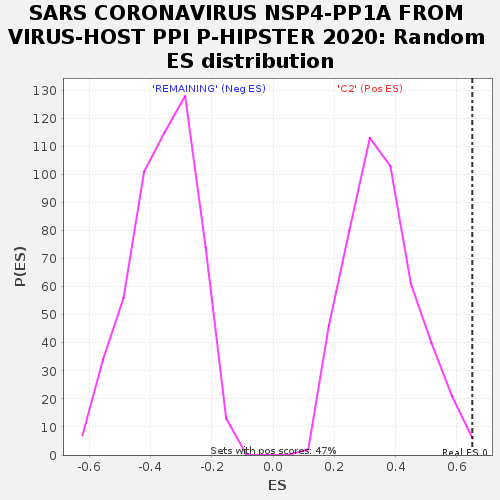 SARS CORONAVIRUS NSP4-PP1A FROM
VIRUS-HOST PPI P-HIPSTER 2020: Random
ES distribution
'REMAINING' (Neg ES)
'C2' (Pos ES)
130
120
110
100
90
80
70
60
50
40
30
20
10
0
P(ES)
Sets with pos scores: 47%
Real ES 0
-0.6
-0.4
-0.2
0.0
0.2
0.4
0.6
ES